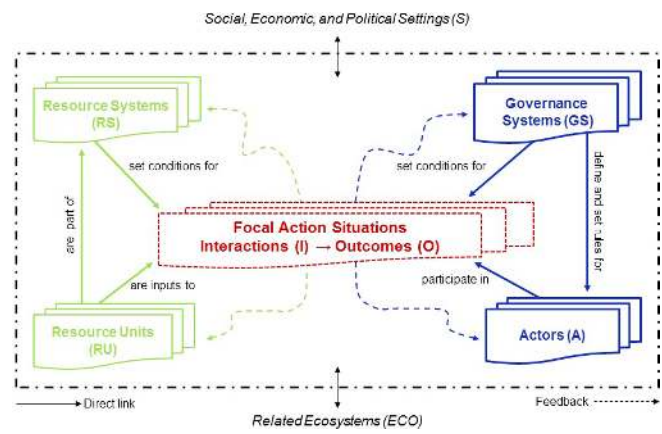 Social, Economic, and Political Settings (S)
Resource Systems
(RS)
Governance
Systems (GS)
set conditions for
set conditions for
are part of
define and set rules for
Focal Action Situations
Interactions (I) → Outcomes (O)
are inputs to
participate in
Resource Units
(RU)
Actors (A)
Direct link
Feedback
Related Ecosystems (ECO)